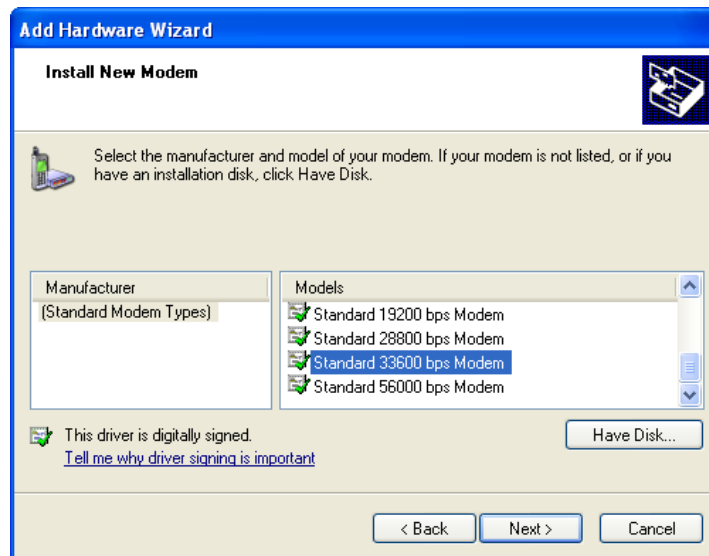 Add Hardware Wizard
Install New Modem
Select the manufacturer and model of your modem. If your modem is not listed, or if you
have an installation disk, click Have Disk.
Manufacturer
(Standard Modem Types)
Models
Standard 19200 bps Modem
Standard 28800 bps Modem
Standard 33600 bps Modem
Standard 56000 bps Modem
This driver is digitally signed.
Tell me why driver signing is important
Have Disk...
< Back
Next >
Cancel